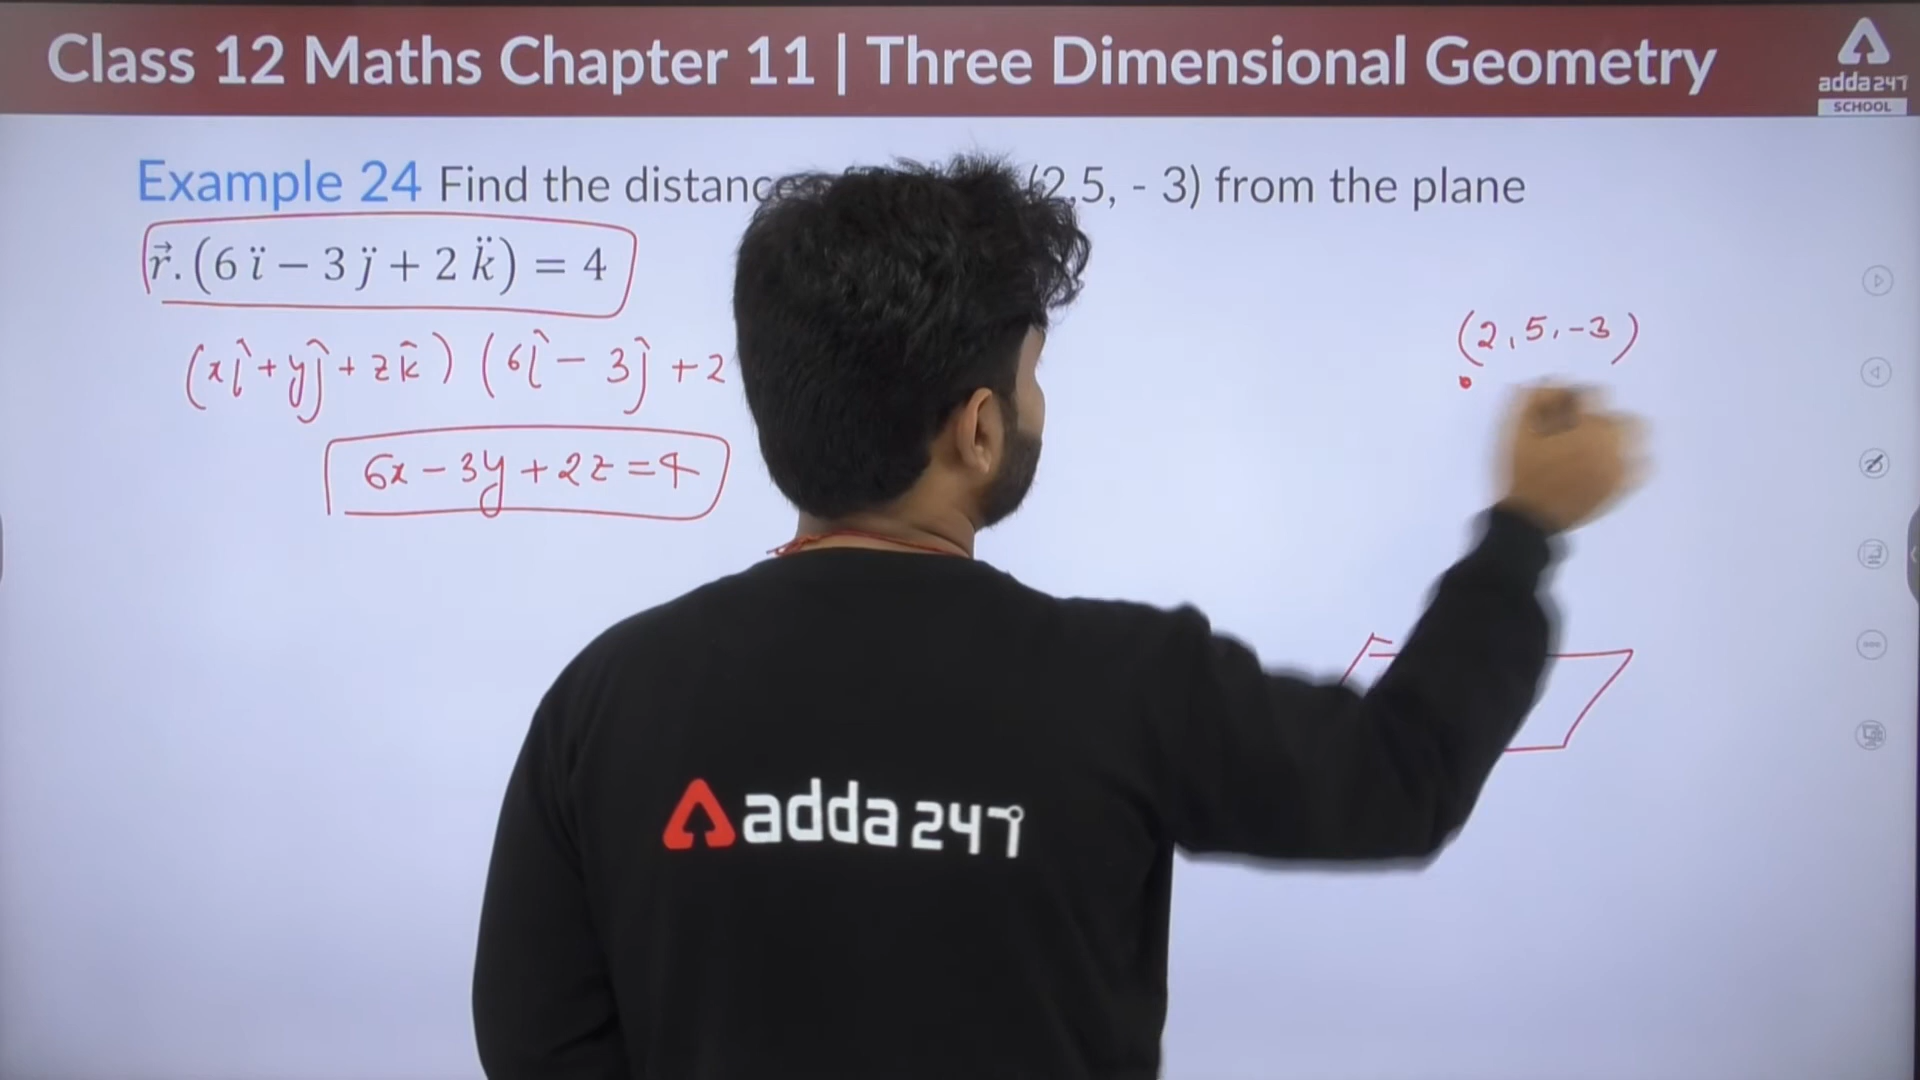 Class 12 Maths Chapter 11 | Three Dimensional Geometry
adda247
SCHOOL
Example 24 Find the distance (2,5, - 3) from the plane
r⃗. (6 ï − 3 j̈ + 2 k̈) = 4
(xî + yĵ + zk̂) (6î − 3ĵ + 2
(2, 5, -3)
6x − 3y + 2z = 4
adda247